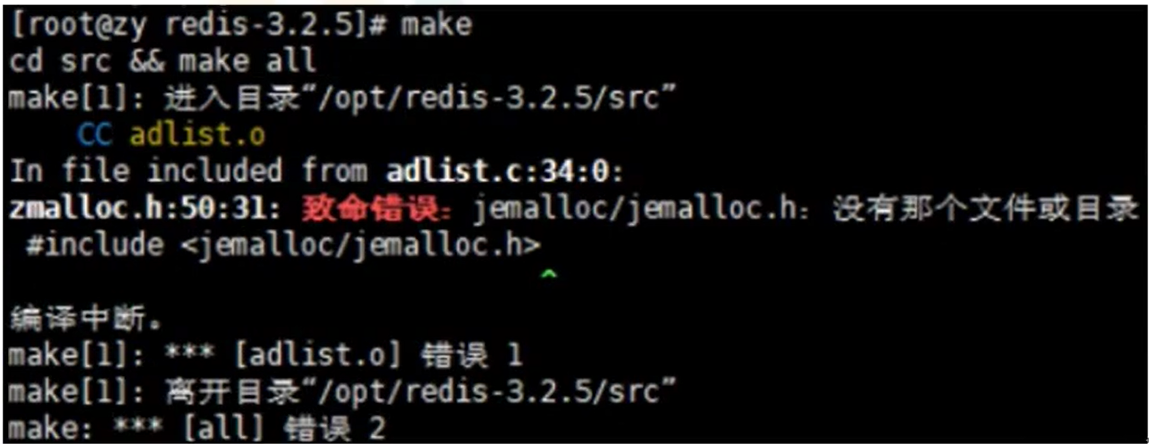 [root@zy redis-3.2.5]# make
cd src && make all
make[1]: 进入目录“/opt/redis-3.2.5/src”
CC adlist.o
In file included from adlist.c:34:0:
zmalloc.h:50:31: 致命错误：jemalloc/jemalloc.h：没有那个文件或目录
#include <jemalloc/jemalloc.h>
^
编译中断。
make[1]: *** [adlist.o] 错误 1
make[1]: 离开目录“/opt/redis-3.2.5/src”
make: *** [all] 错误 2